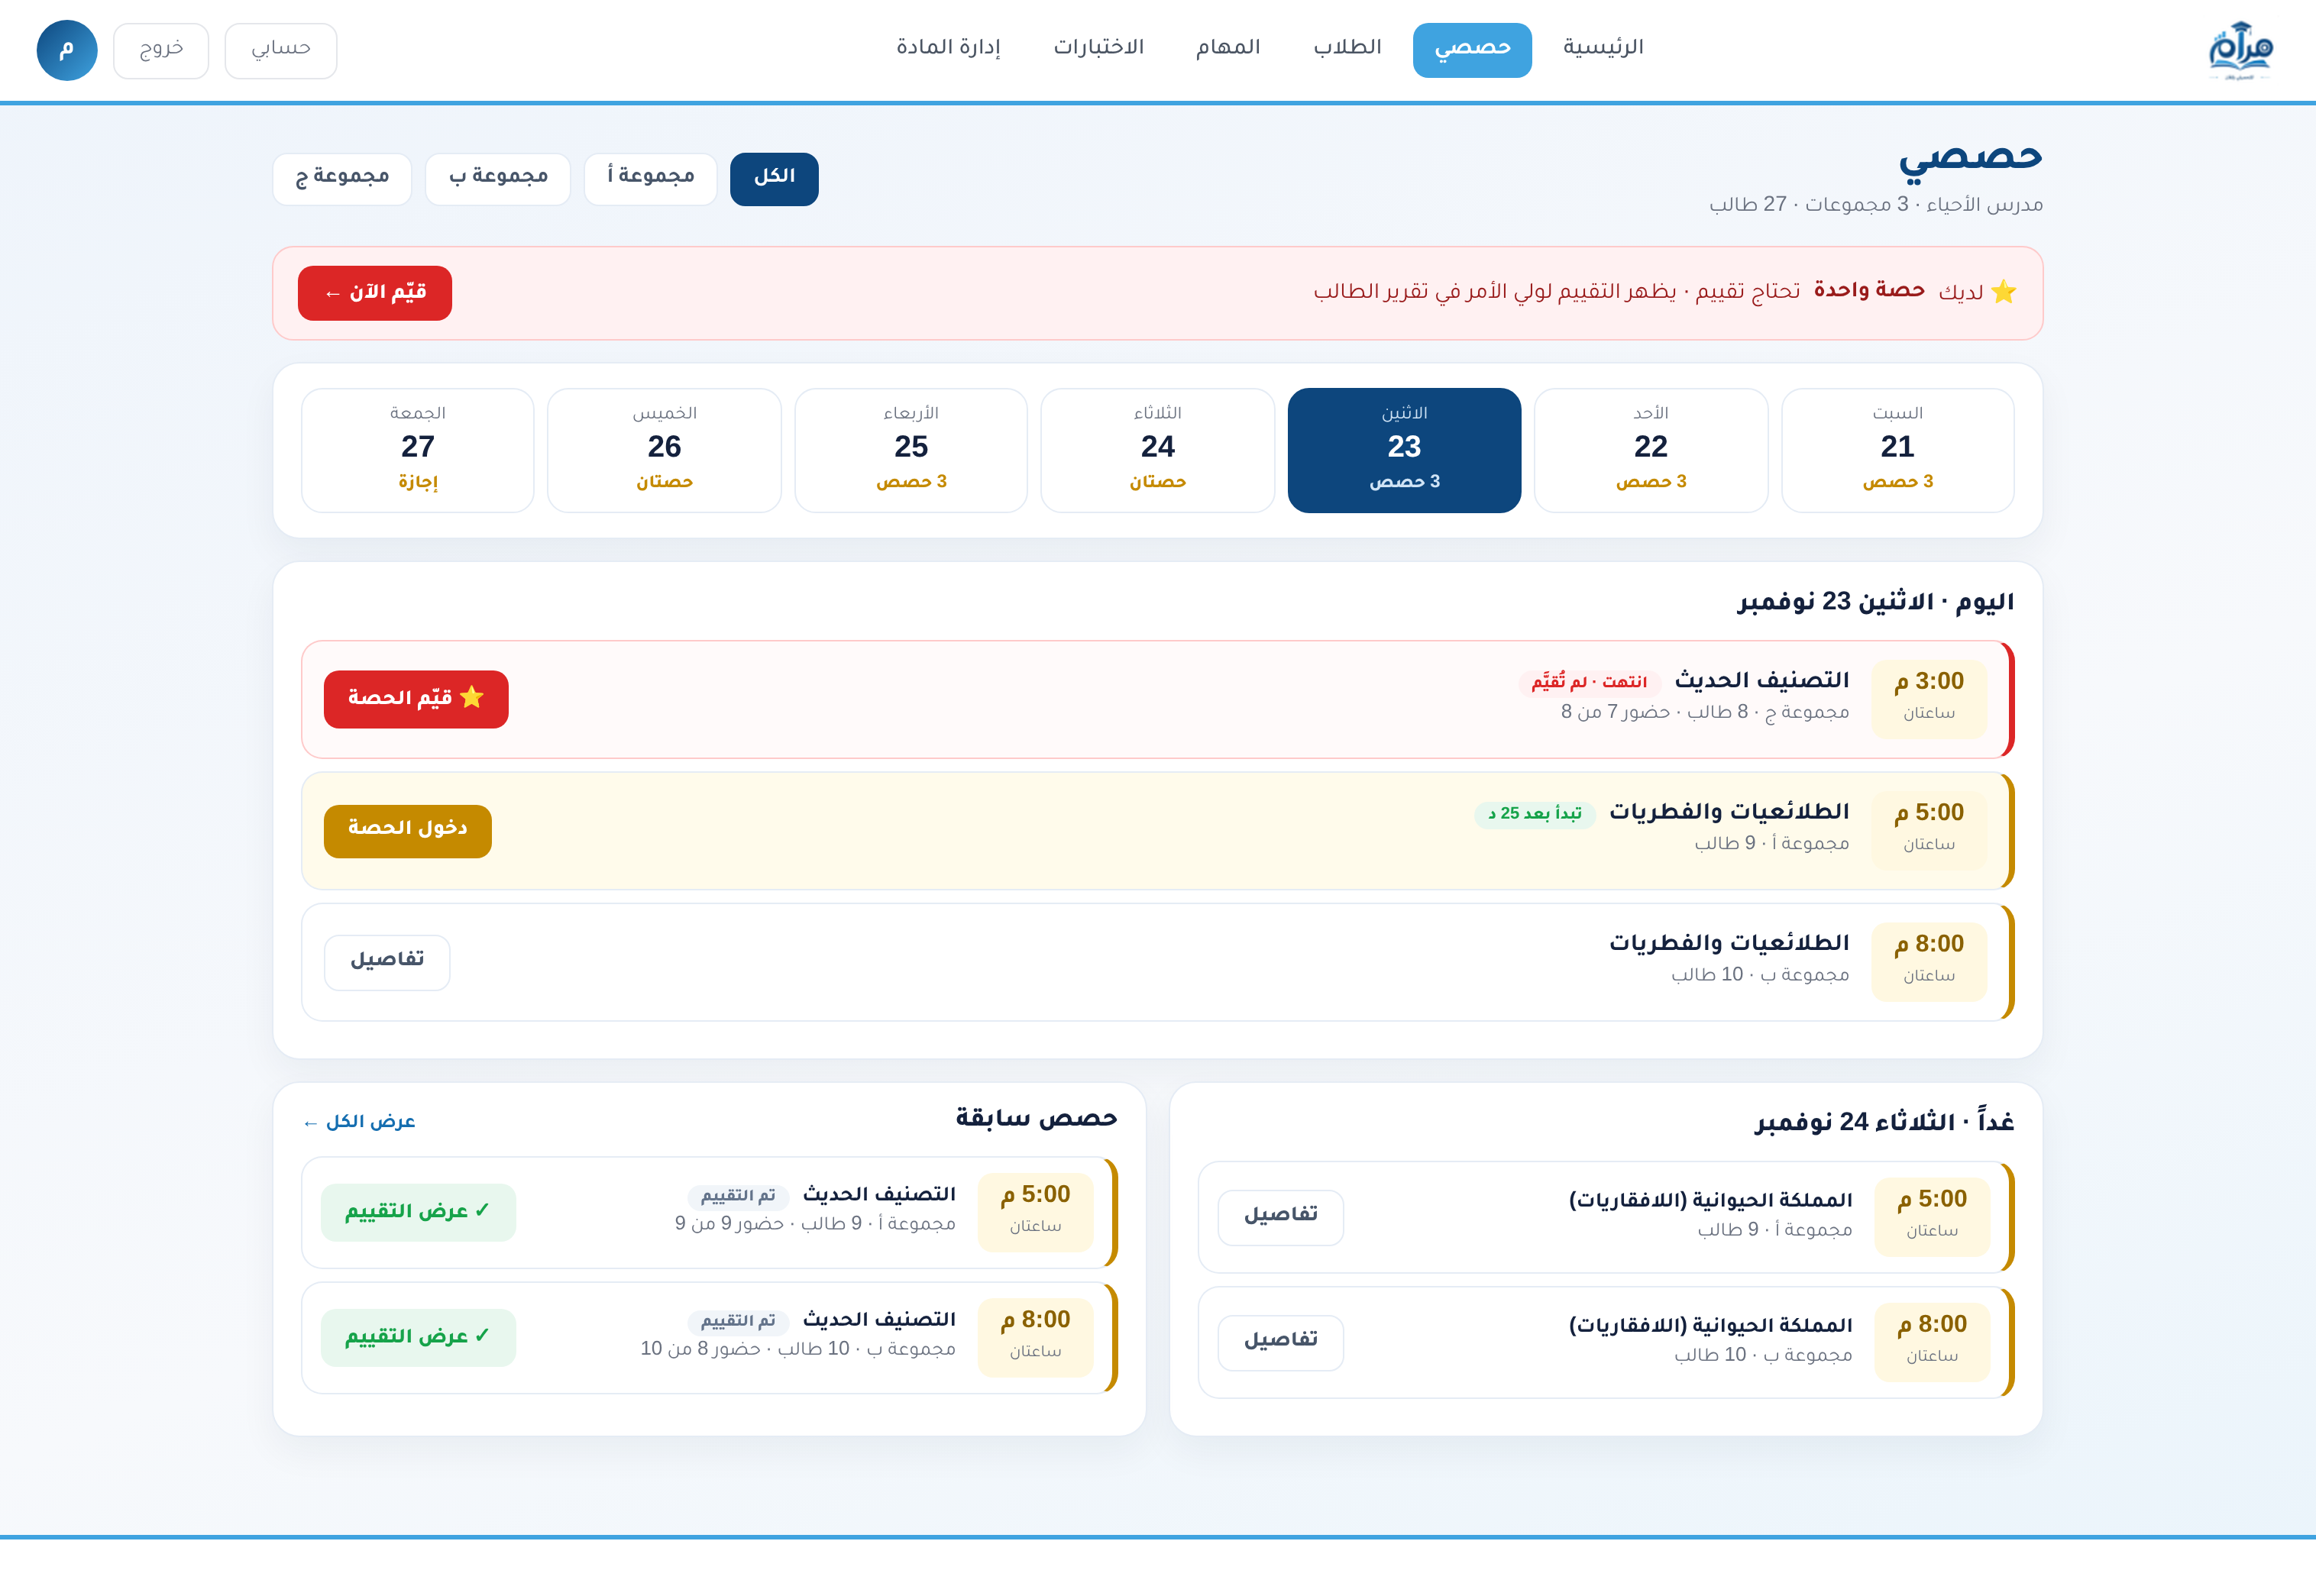 مرام
الرئيسية
حصصي
الطلاب
المهام
الاختبارات
إدارة المادة
حسابي
خروج
م
حصصي
مدرس الأحياء · 3 مجموعات · 27 طالب
الكل
مجموعة أ
مجموعة ب
مجموعة ج
⭐ لديك حصة واحدة تحتاج تقييم · يظهر التقييم لولي الأمر في تقرير الطالب
قيّم الآن ←
السبت
21
3 حصص
الأحد
22
3 حصص
الاثنين
23
3 حصص
الثلاثاء
24
حصتان
الأربعاء
25
3 حصص
الخميس
26
حصتان
الجمعة
27
إجازة
اليوم · الاثنين 23 نوفمبر
3:00 م
ساعتان
التصنيف الحديث انتهت · لم تُقيَّم
مجموعة ج · 8 طالب · حضور 7 من 8
⭐ قيّم الحصة
5:00 م
ساعتان
الطلائعيات والفطريات تبدأ بعد 25 د
مجموعة أ · 9 طالب
دخول الحصة
8:00 م
ساعتان
الطلائعيات والفطريات
مجموعة ب · 10 طالب
تفاصيل
غداً · الثلاثاء 24 نوفمبر
5:00 م
ساعتان
المملكة الحيوانية (اللافقاريات)
مجموعة أ · 9 طالب
تفاصيل
8:00 م
ساعتان
المملكة الحيوانية (اللافقاريات)
مجموعة ب · 10 طالب
تفاصيل
حصص سابقة
عرض الكل ←
5:00 م
ساعتان
التصنيف الحديث تم التقييم
مجموعة أ · 9 طالب · حضور 9 من 9
✓ عرض التقييم
8:00 م
ساعتان
التصنيف الحديث تم التقييم
مجموعة ب · 10 طالب · حضور 8 من 10
✓ عرض التقييم